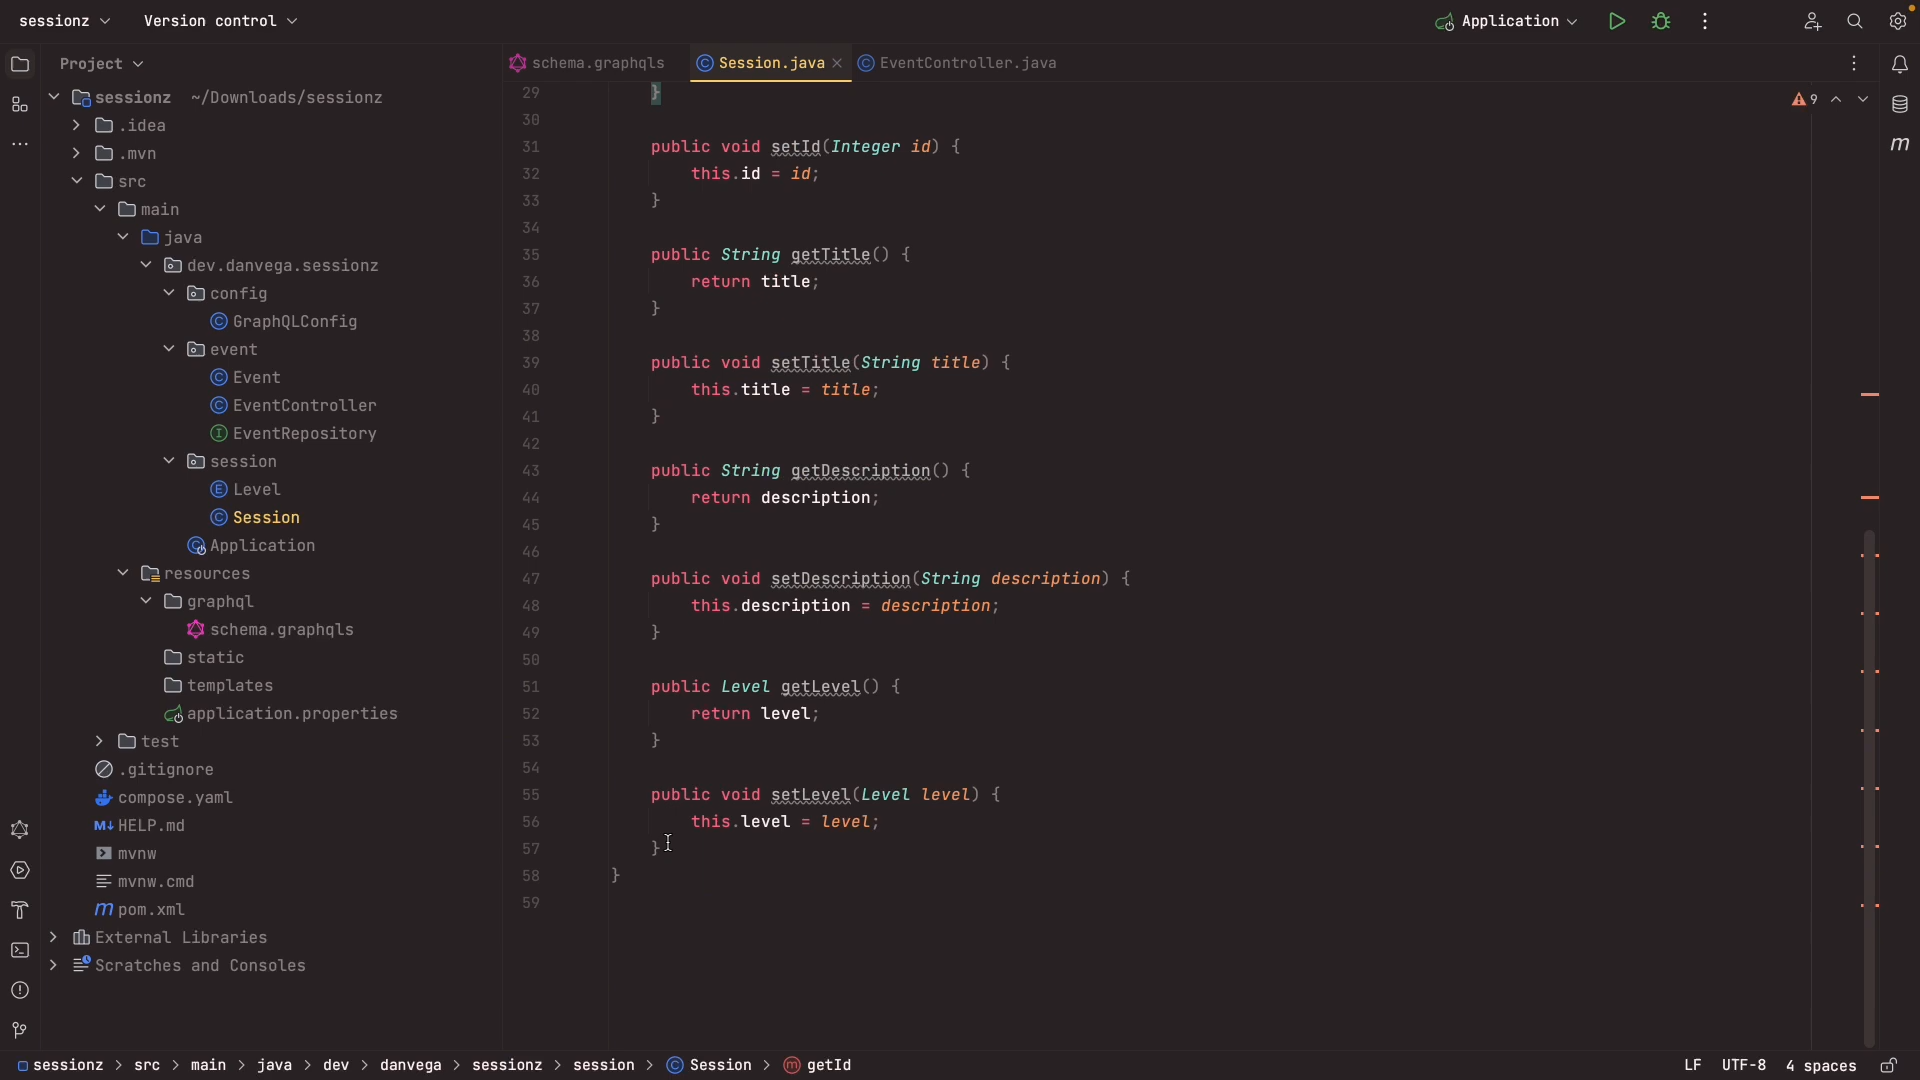 sessionz
Version control
Application
Project
schema.graphqls
Session.java
EventController.java
sessionz ~/Downloads/sessionz
.idea
.mvn
src
main
java
dev.danvega.sessionz
config
GraphQLConfig
event
Event
EventController
EventRepository
session
Level
Session
Application
resources
graphql
schema.graphqls
static
templates
application.properties
test
.gitignore
compose.yaml
HELP.md
mvnw
mvnw.cmd
pom.xml
External Libraries
Scratches and Consoles
9
29 }
30
31 public void setId(Integer id) {
32 this.id = id;
33 }
34
35 public String getTitle() {
36 return title;
37 }
38
39 public void setTitle(String title) {
40 this.title = title;
41 }
42
43 public String getDescription() {
44 return description;
45 }
46
47 public void setDescription(String description) {
48 this.description = description;
49 }
50
51 public Level getLevel() {
52 return level;
53 }
54
55 public void setLevel(Level level) {
56 this.level = level;
57 }
58 }
59
sessionz > src > main > java > dev > danvega > sessionz > session > Session > getId
LF UTF-8 4 spaces